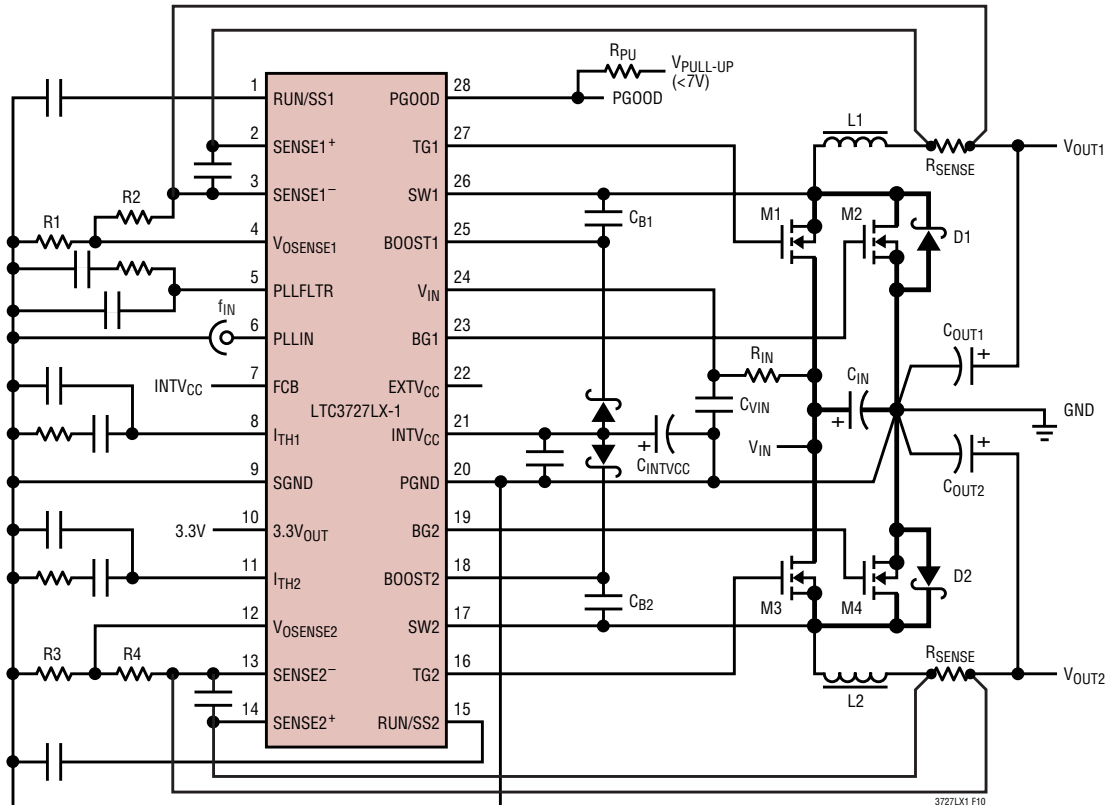 RPU
VPULL-UP
(<7V)
PGOOD
1
RUN/SS1
PGOOD
28
2
SENSE1+
TG1
27
L1
RSENSE
VOUT1
3
SENSE1−
SW1
26
R1
R2
CB1
M1
M2
D1
4
VOSENSE1
BOOST1
25
5
PLLFLTR
VIN
24
fIN
6
PLLIN
BG1
23
RIN
COUT1
+
7
INTVCC
FCB
EXTVCC
22
CVIN
CIN
+
LTC3727LX-1
8
ITH1
INTVCC
21
+
CINTVCC
VIN
GND
9
SGND
PGND
20
COUT2
+
10
3.3V
3.3VOUT
BG2
19
11
ITH2
BOOST2
18
CB2
M3
M4
D2
12
VOSENSE2
SW2
17
R3
R4
13
SENSE2−
TG2
16
L2
RSENSE
VOUT2
14
SENSE2+
RUN/SS2
15
3727LX1 F10